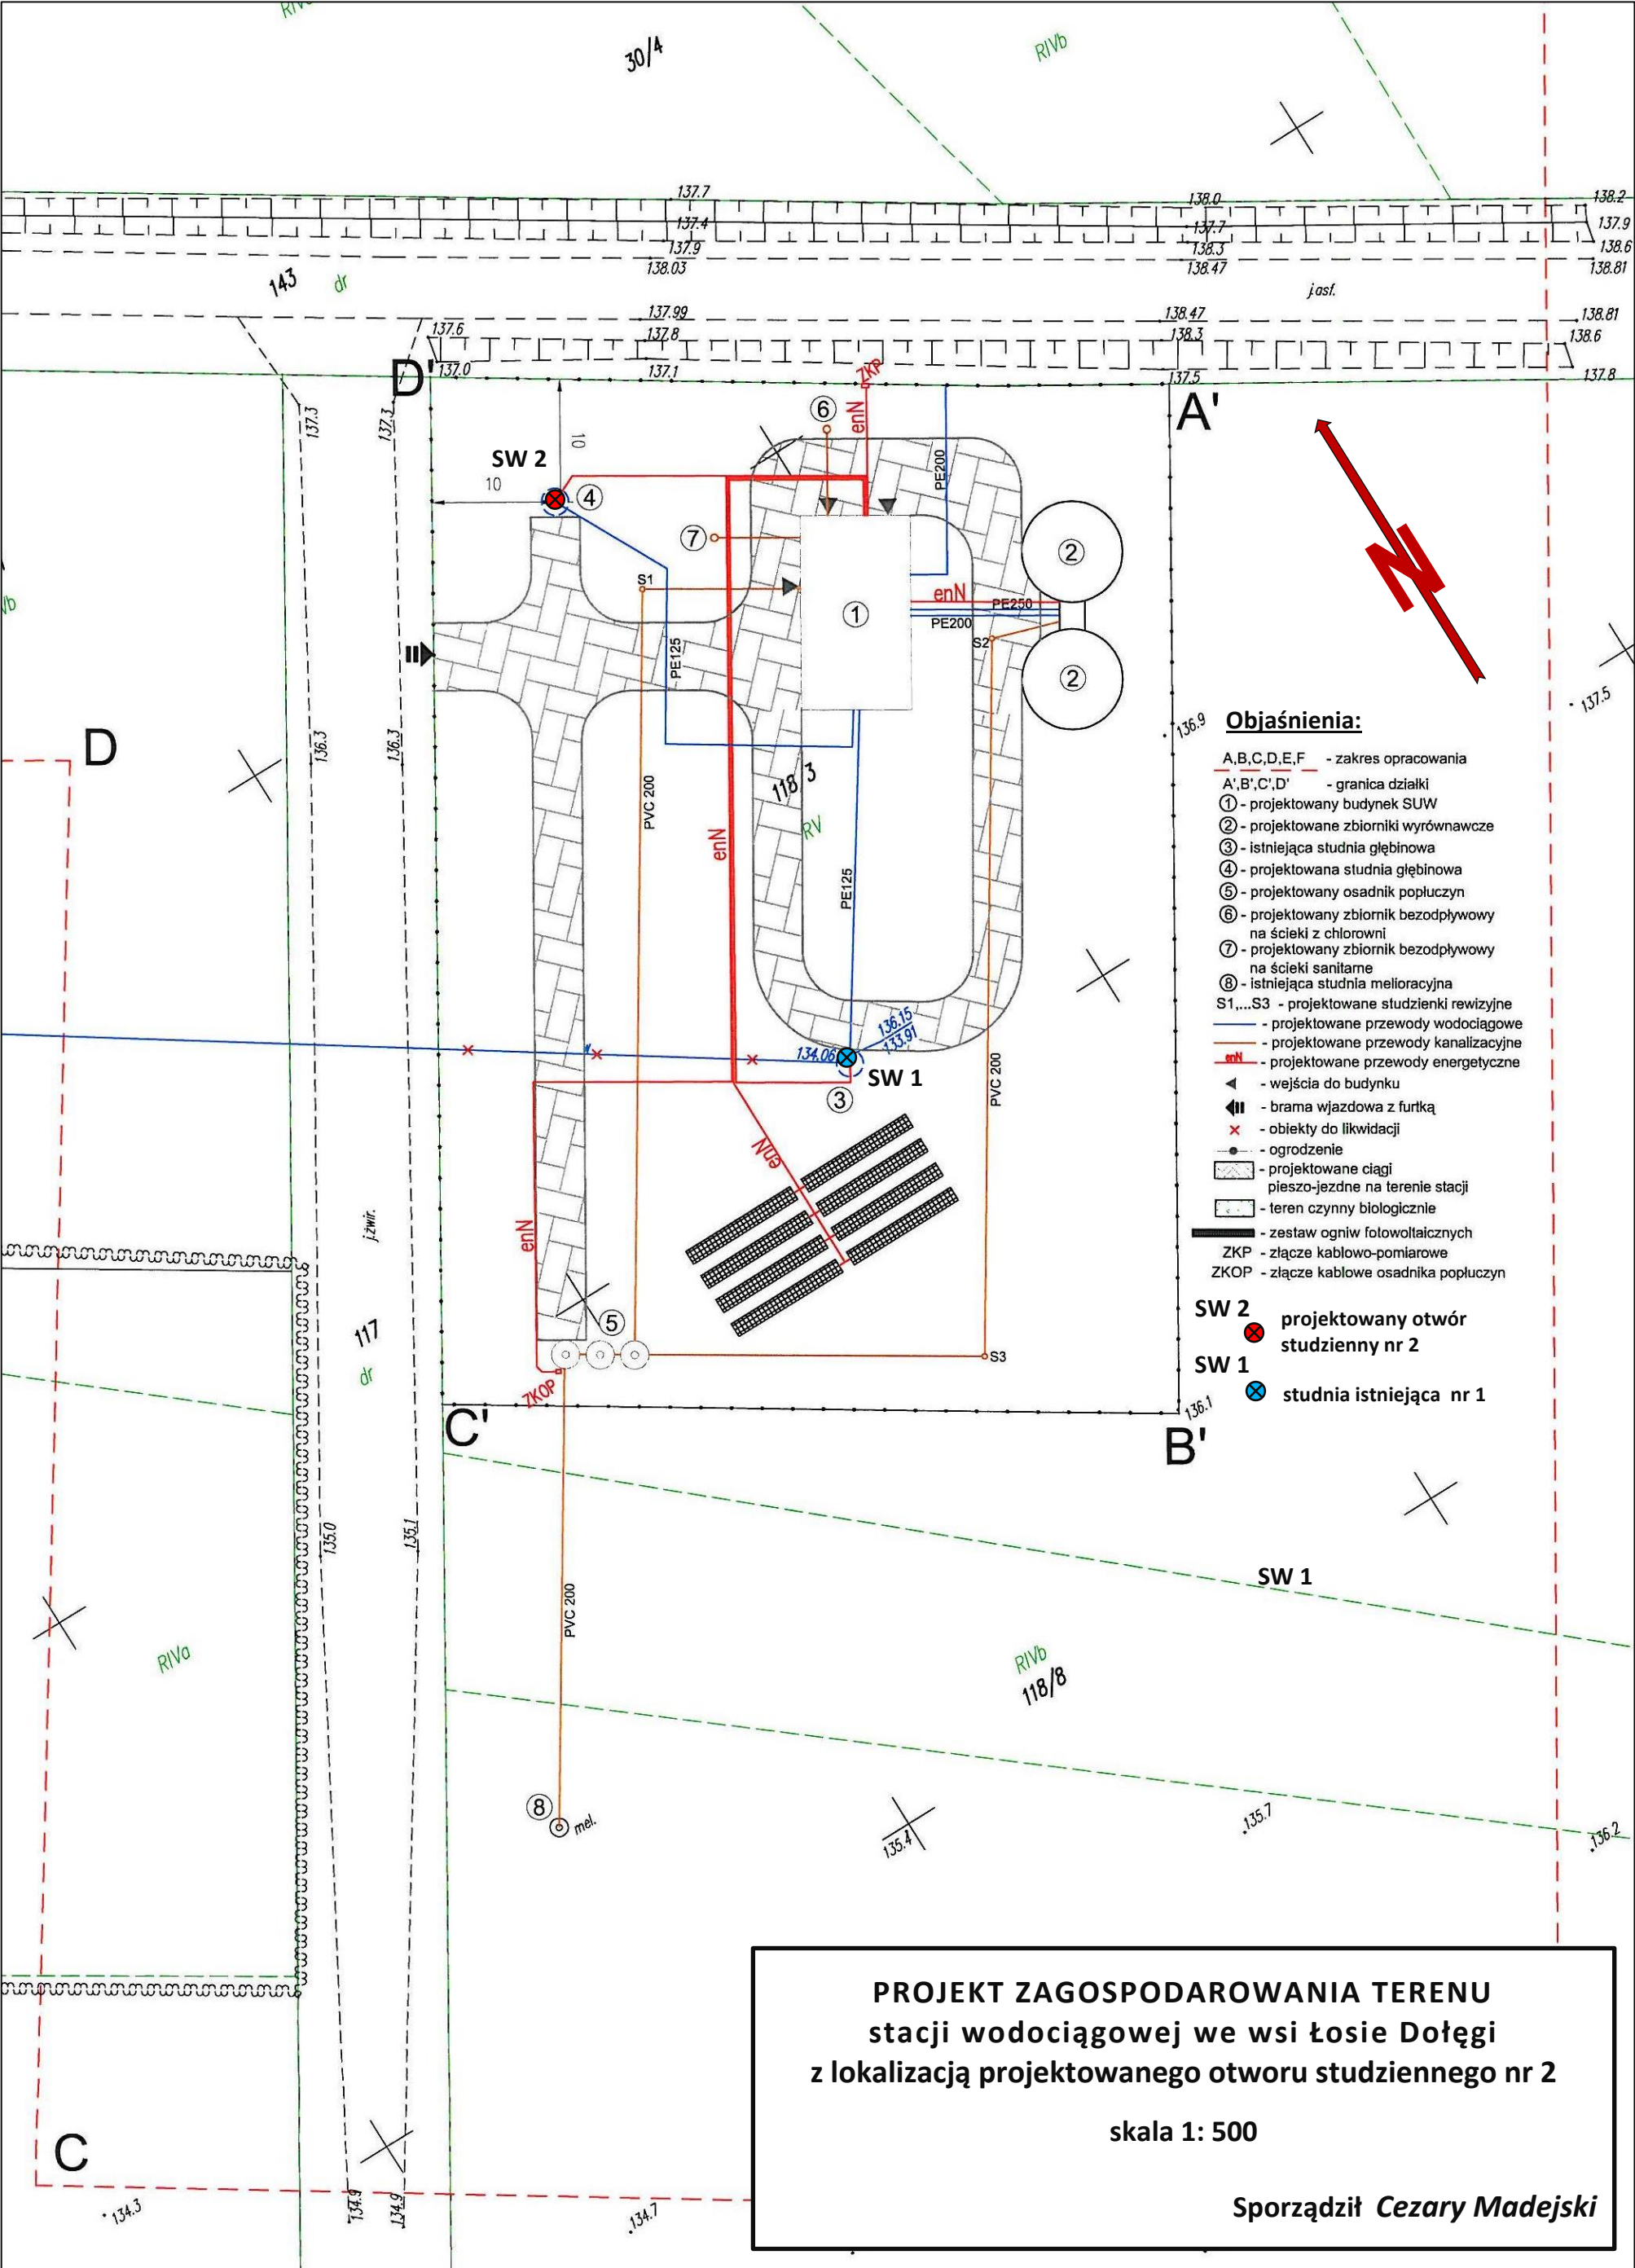 RIVb
30/4
RIVb
137.7
138.0
138.2
137.4
137.7
137.9
137.9
138.3
138.6
138.03
138.47
138.81
143
dr
j.asf.
137.99
138.47
138.81
137.6
137.8
138.3
138.6
D'
137.0
137.1
ZKP
137.5
137.8
A'
137.3
137.3
6
enN
10
SW 2
10
4
PE200
7
2
S1
enN
PE250
1
PE200
S2
PE125
2
D
136.3
136.3
118/3
RV
PVC 200
enN
PE125
136.9
137.5
Objaśnienia:
A,B,C,D,E,F - zakres opracowania
A',B',C',D' - granica działki
1 - projektowany budynek SUW
2 - projektowane zbiorniki wyrównawcze
3 - istniejąca studnia głębinowa
4 - projektowana studnia głębinowa
5 - projektowany osadnik popłuczyn
6 - projektowany zbiornik bezodpływowy
na ścieki z chlorowni
7 - projektowany zbiornik bezodpływowy
na ścieki sanitarne
8 - istniejąca studnia melioracyjna
S1,...S3 - projektowane studzienki rewizyjne
- projektowane przewody wodociągowe
- projektowane przewody kanalizacyjne
enN - projektowane przewody energetyczne
- wejścia do budynku
- brama wjazdowa z furtką
- obiekty do likwidacji
- ogrodzenie
- projektowane ciągi
pieszo-jezdne na terenie stacji
- teren czynny biologicznie
- zestaw ogniw fotowoltaicznych
ZKP - złącze kablowo-pomiarowe
ZKOP - złącze kablowe osadnika popłuczyn
SW 2
projektowany otwór
studzienny nr 2
SW 1
studnia istniejąca nr 1
136.15
133.91
134.06
SW 1
3
PVC 200
enN
enN
j.żwir.
117
dr
5
S3
ZKOP
C'
136.1
B'
135.0
135.1
SW 1
PVC 200
RIVa
RIVb
118/8
8
mel.
135.4
135.7
136.2
C
134.3
134.9
134.9
134.7
PROJEKT ZAGOSPODAROWANIA TERENU
stacji wodociągowej we wsi Łosie Dołęgi
z lokalizacją projektowanego otworu studziennego nr 2
skala 1: 500
Sporządził Cezary Madejski